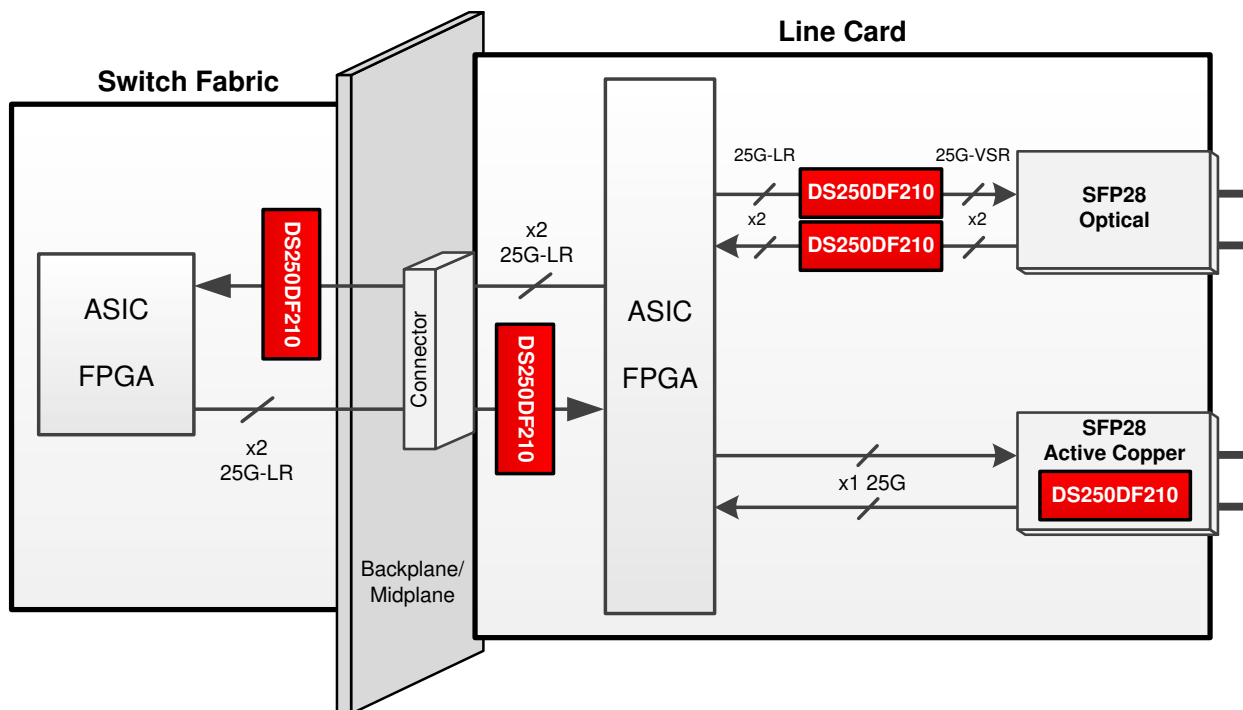 Switch Fabric
Line Card
ASIC
FPGA
DS250DF210
x2
25G-LR
Connector
Backplane/
Midplane
x2
25G-LR
DS250DF210
ASIC
FPGA
25G-LR
DS250DF210
25G-VSR
x2
DS250DF210
x2
SFP28
Optical
x1 25G
SFP28
Active Copper
DS250DF210